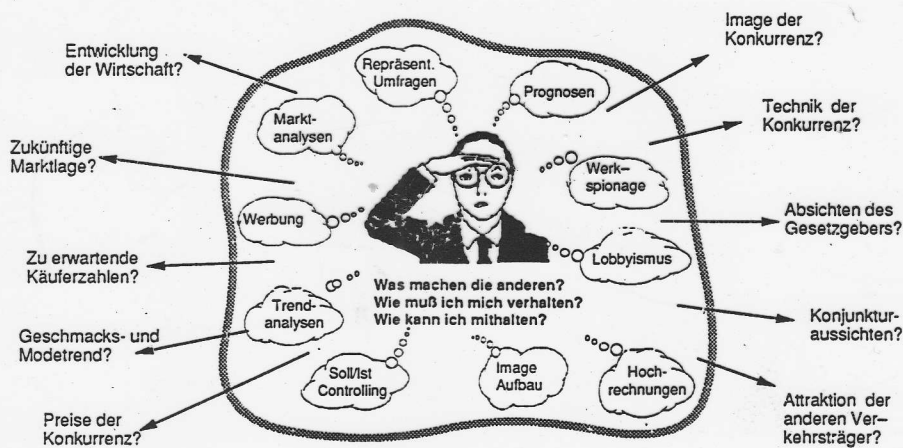 Entwicklung
der Wirtschaft?
Repräsent.
Umfragen
Prognosen
Image der
Konkurrenz?
Markt-
analysen
Technik der
Konkurrenz?
Zukünftige
Marktlage?
Werk-
spionage
Werbung
Absichten des
Gesetzgebers?
Lobbyismus
Zu erwartende
Käuferzahlen?
Was machen die anderen?
Wie muß ich mich verhalten?
Wie kann ich mithalten?
Trend-
analysen
Konjunktur-
aussichten?
Geschmacks- und
Modetrend?
Soll/Ist
Controlling
Image
Aufbau
Hoch-
rechnungen
Preise der
Konkurrenz?
Attraktion der
anderen Ver-
kehrsträger?